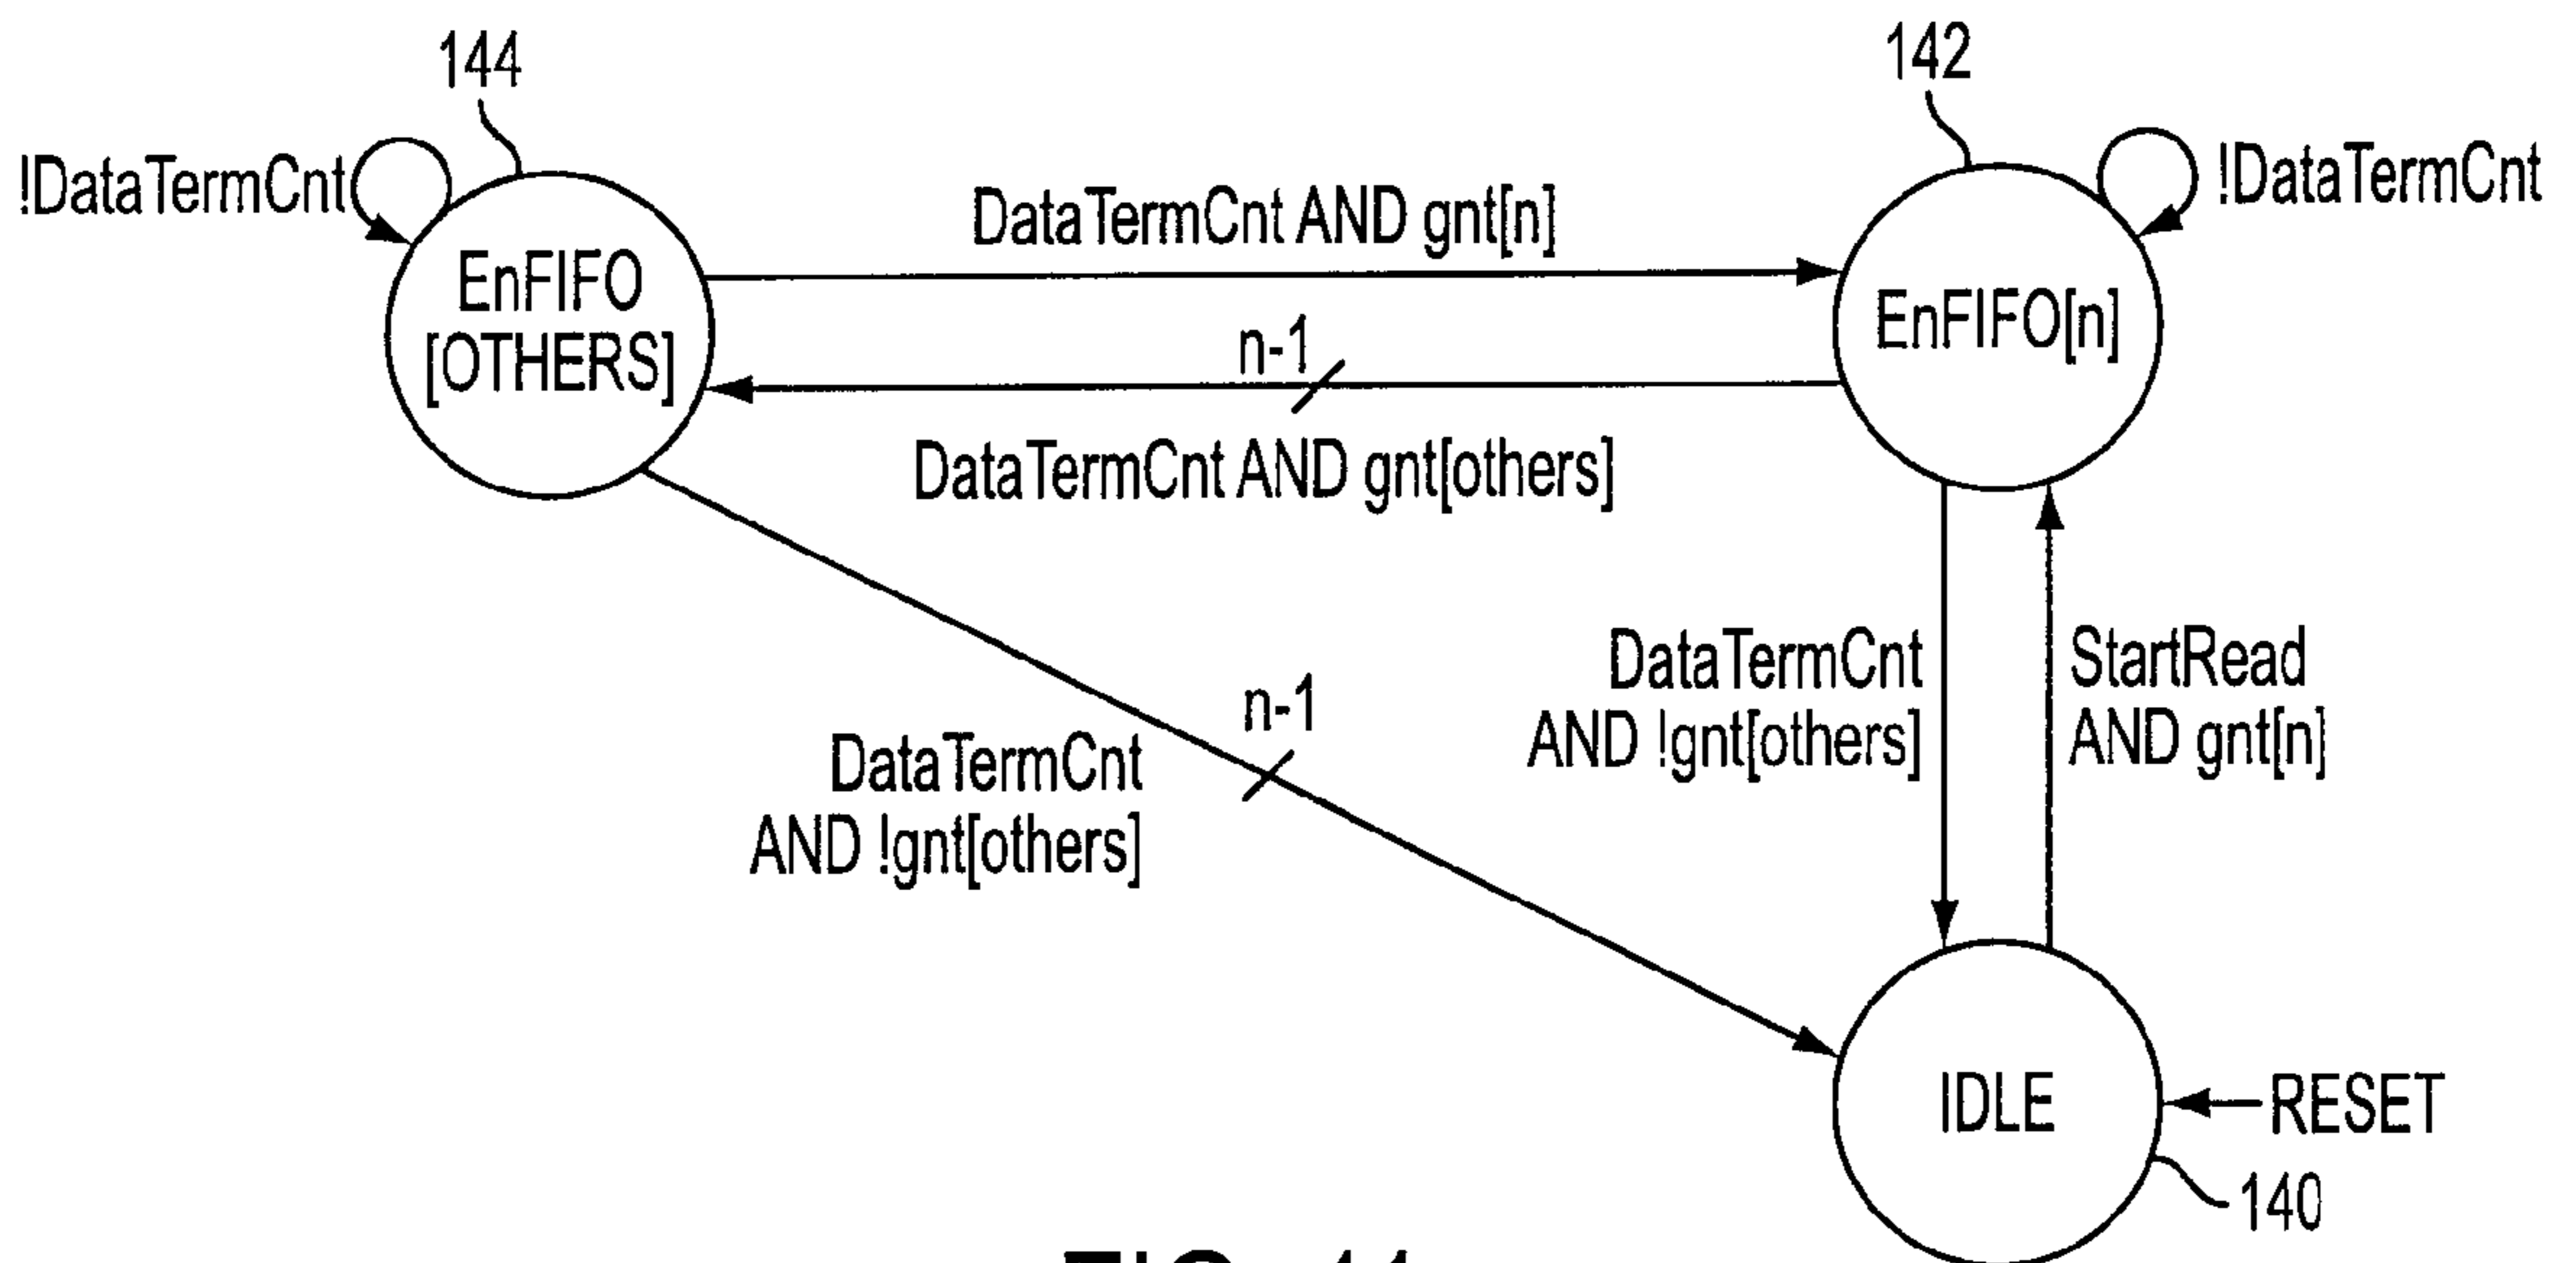 144
142
!DataTermCnt
!DataTermCnt
DataTermCnt AND gnt[n]
EnFIFO
[OTHERS]
EnFIFO[n]
n-1
DataTermCnt AND gnt[others]
DataTermCnt
AND !gnt[others]
StartRead
AND gnt[n]
n-1
DataTermCnt
AND !gnt[others]
IDLE
RESET
140